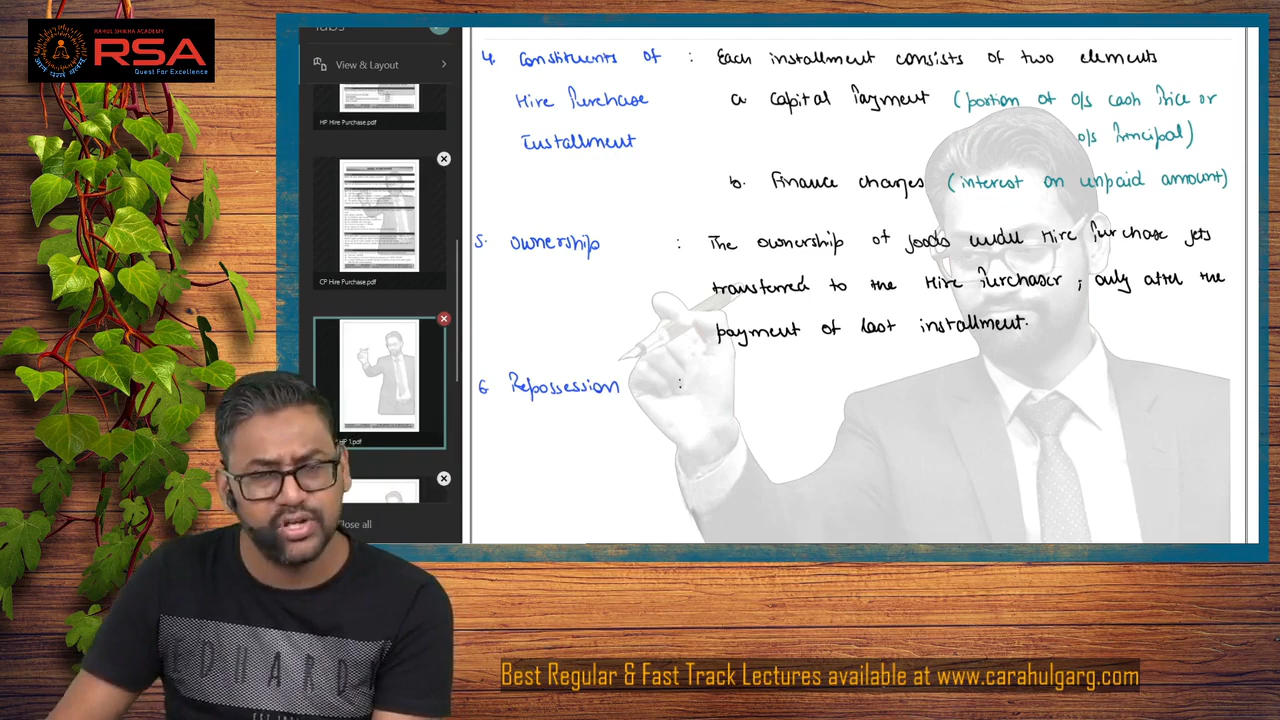 RAHUL SHIKHA ACADEMY
RSA
Quest For Excellence
View & Layout
HP Hire Purchase.pdf
CP Hire Purchase.pdf
HP 1.pdf
Close all
4. Constituents of : Each installment consists of two elements
Hire Purchase a Capital Payment (portion of o/s cash Price or
Installment o/s Principal)
b. Finance charges (interest on unpaid amount)
5. Ownership : The ownership of goods under Hire Purchase gets
transferred to the Hire Purchaser, only after the
payment of last installment.
6 Repossession :
Best Regular & Fast Track Lectures available at www.carahulgarg.com